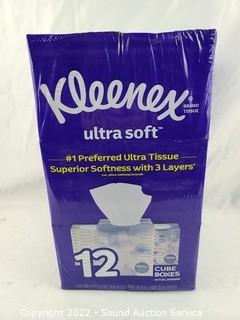 Kleenex
BRAND
TISSUE
ultra soft™
#1 Preferred Ultra Tissue
Superior Softness with 3 Layers*
12
CUBE
BOXES
Copyright © 2022 - Sound Auction Service